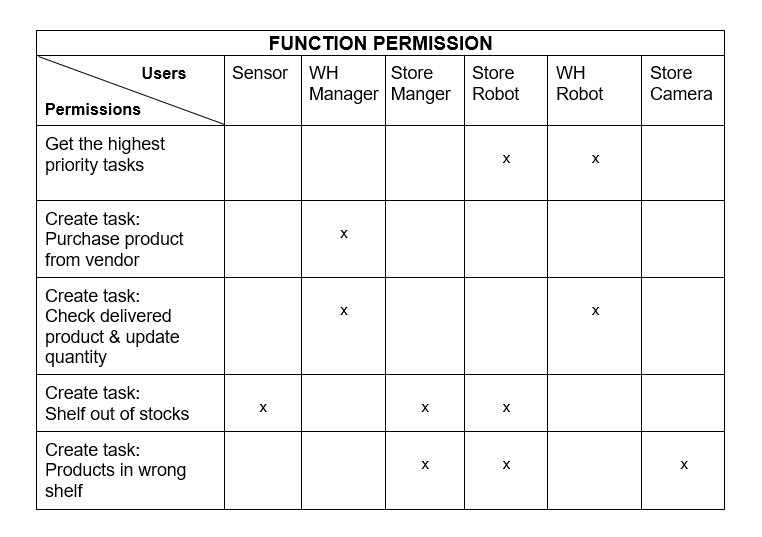 FUNCTION PERMISSION
Users
Permissions
Sensor
WH
Manager
Store
Manger
Store
Robot
WH
Robot
Store
Camera
Get the highest
priority tasks
x
x
Create task:
Purchase product
from vendor
x
Create task:
Check delivered
product & update
quantity
x
x
Create task:
Shelf out of stocks
x
x
x
Create task:
Products in wrong
shelf
x
x
x